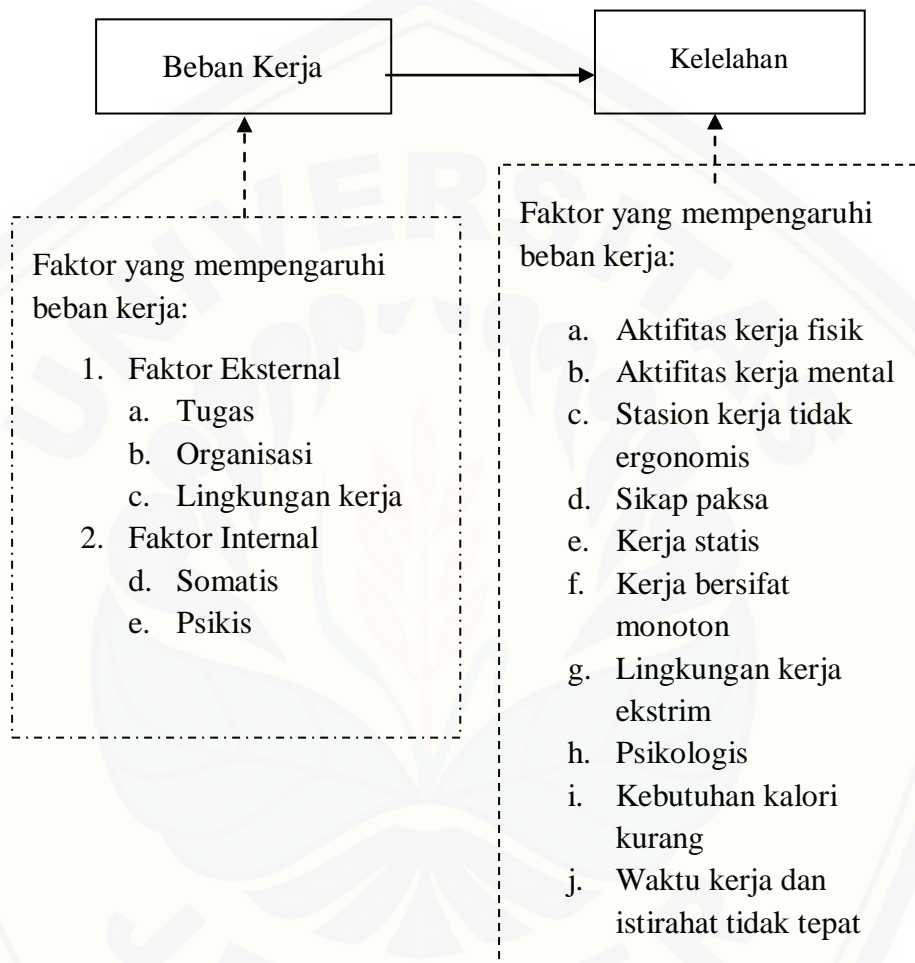 Beban Kerja
Kelelahan
Faktor yang mempengaruhi
beban kerja:
1. Faktor Eksternal
a. Tugas
b. Organisasi
c. Lingkungan kerja
2. Faktor Internal
d. Somatis
e. Psikis
Faktor yang mempengaruhi
beban kerja:
a. Aktifitas kerja fisik
b. Aktifitas kerja mental
c. Stasion kerja tidak
ergonomis
d. Sikap paksa
e. Kerja statis
f. Kerja bersifat
monoton
g. Lingkungan kerja
ekstrim
h. Psikologis
i. Kebutuhan kalori
kurang
j. Waktu kerja dan
istirahat tidak tepat
UNIVERSITAS